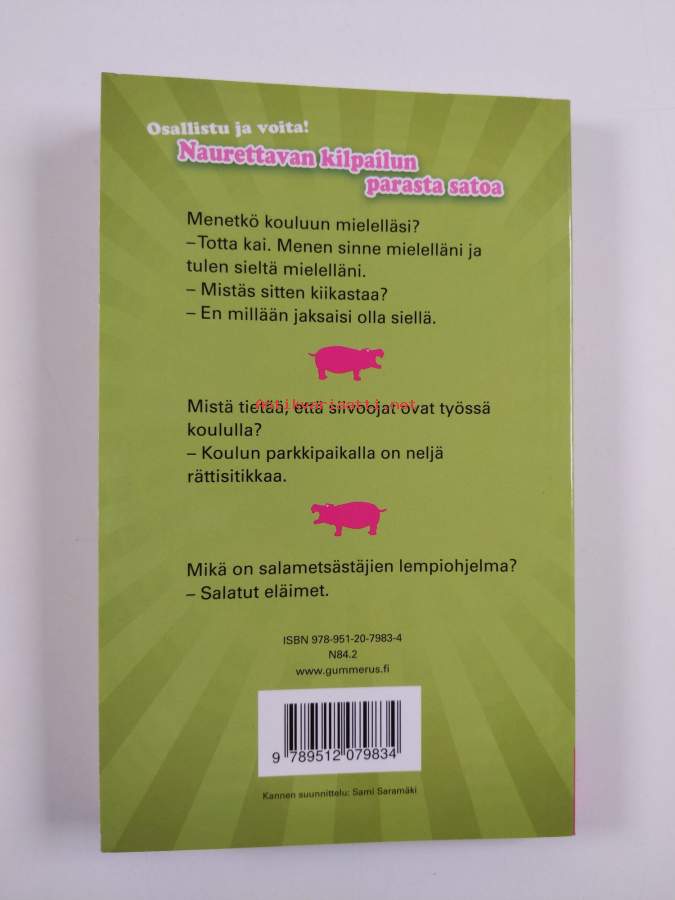 Osallistu ja voita!
Naurettavan kilpailun
parasta satoa
Menetkö kouluun mielelläsi?
– Totta kai. Menen sinne mielelläni ja
tulen sieltä mielelläni.
– Mistäs sitten kiikastaa?
– En millään jaksaisi olla siellä.
Antikvariaatti.net
Mistä tietää, että siivoojat ovat työssä
koululla?
– Koulun parkkipaikalla on neljä
rättisitikkaa.
Mikä on salametsästäjien lempiohjelma?
– Salatut eläimet.
ISBN 978-951-20-7983-4
N84.2
www.gummerus.fi
9 789512 079834
Kannen suunnittelu: Sami Saramäki